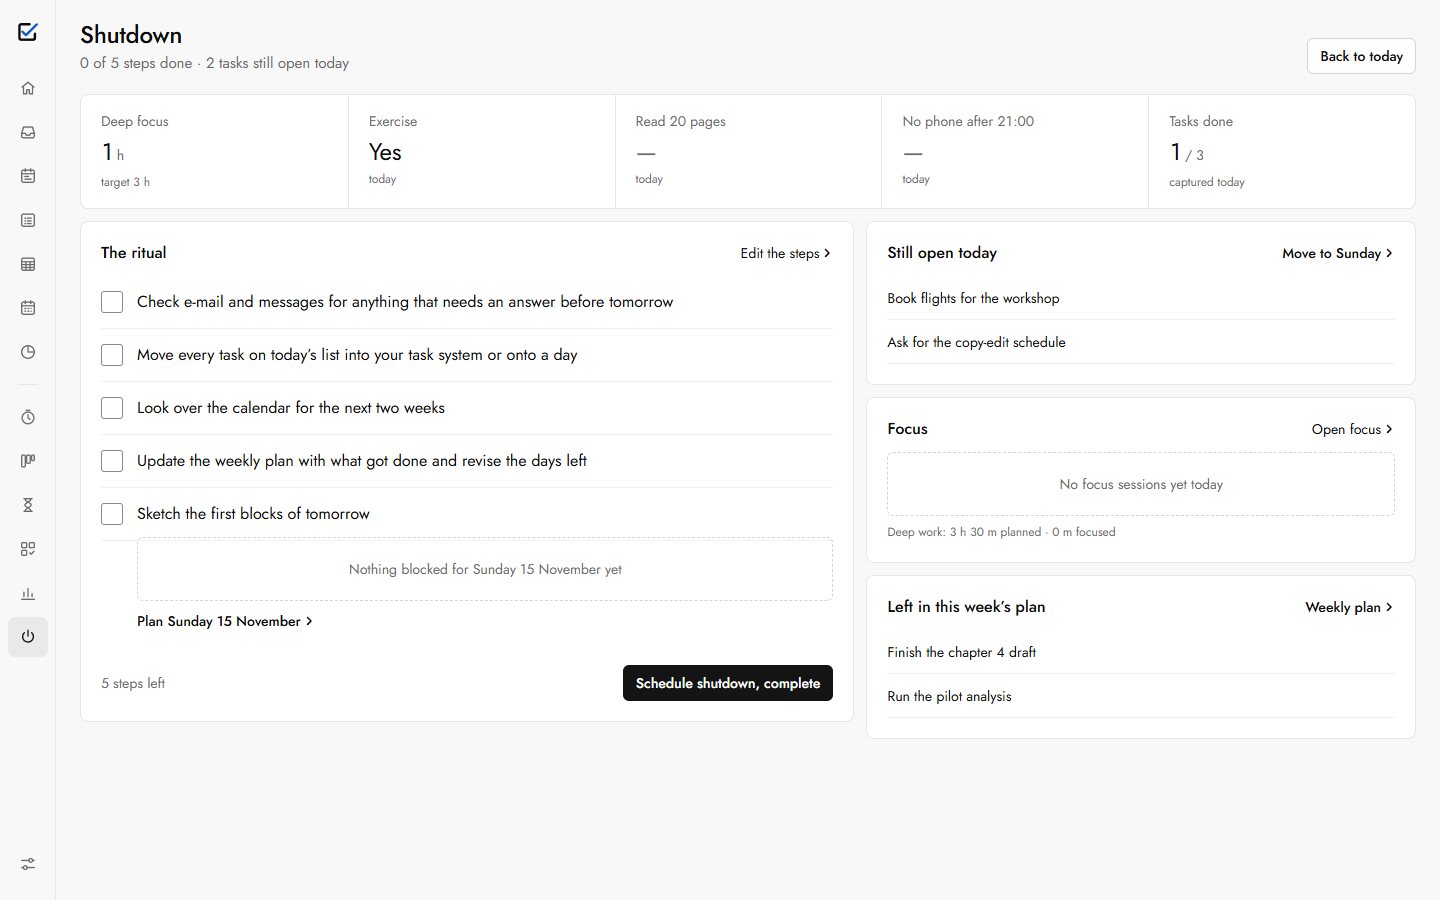 Shutdown
0 of 5 steps done · 2 tasks still open today
Back to today
Deep focus
1 h
target 3 h
Exercise
Yes
today
Read 20 pages
—
today
No phone after 21:00
—
today
Tasks done
1 / 3
captured today
The ritual
Edit the steps
Check e-mail and messages for anything that needs an answer before tomorrow
Move every task on today’s list into your task system or onto a day
Look over the calendar for the next two weeks
Update the weekly plan with what got done and revise the days left
Sketch the first blocks of tomorrow
Nothing blocked for Sunday 15 November yet
Plan Sunday 15 November
5 steps left
Schedule shutdown, complete
Still open today
Move to Sunday
Book flights for the workshop
Ask for the copy-edit schedule
Focus
Open focus
No focus sessions yet today
Deep work: 3 h 30 m planned · 0 m focused
Left in this week’s plan
Weekly plan
Finish the chapter 4 draft
Run the pilot analysis